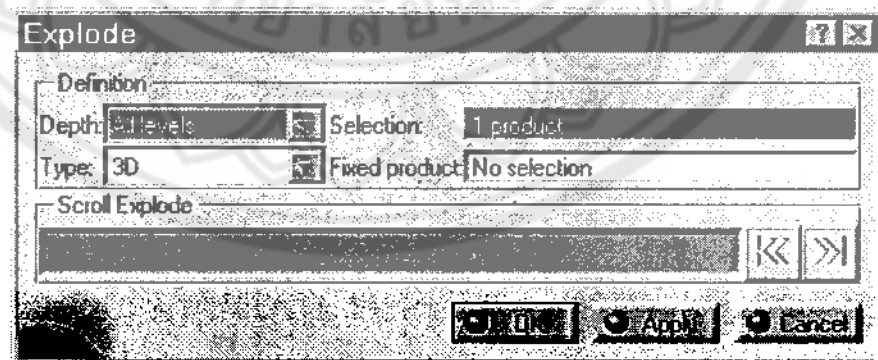 Explode
Definition
Depth: All levels Selection: 1 product
Type: 3D Fixed product: No selection
Scroll Explode
OK Apply Cancel